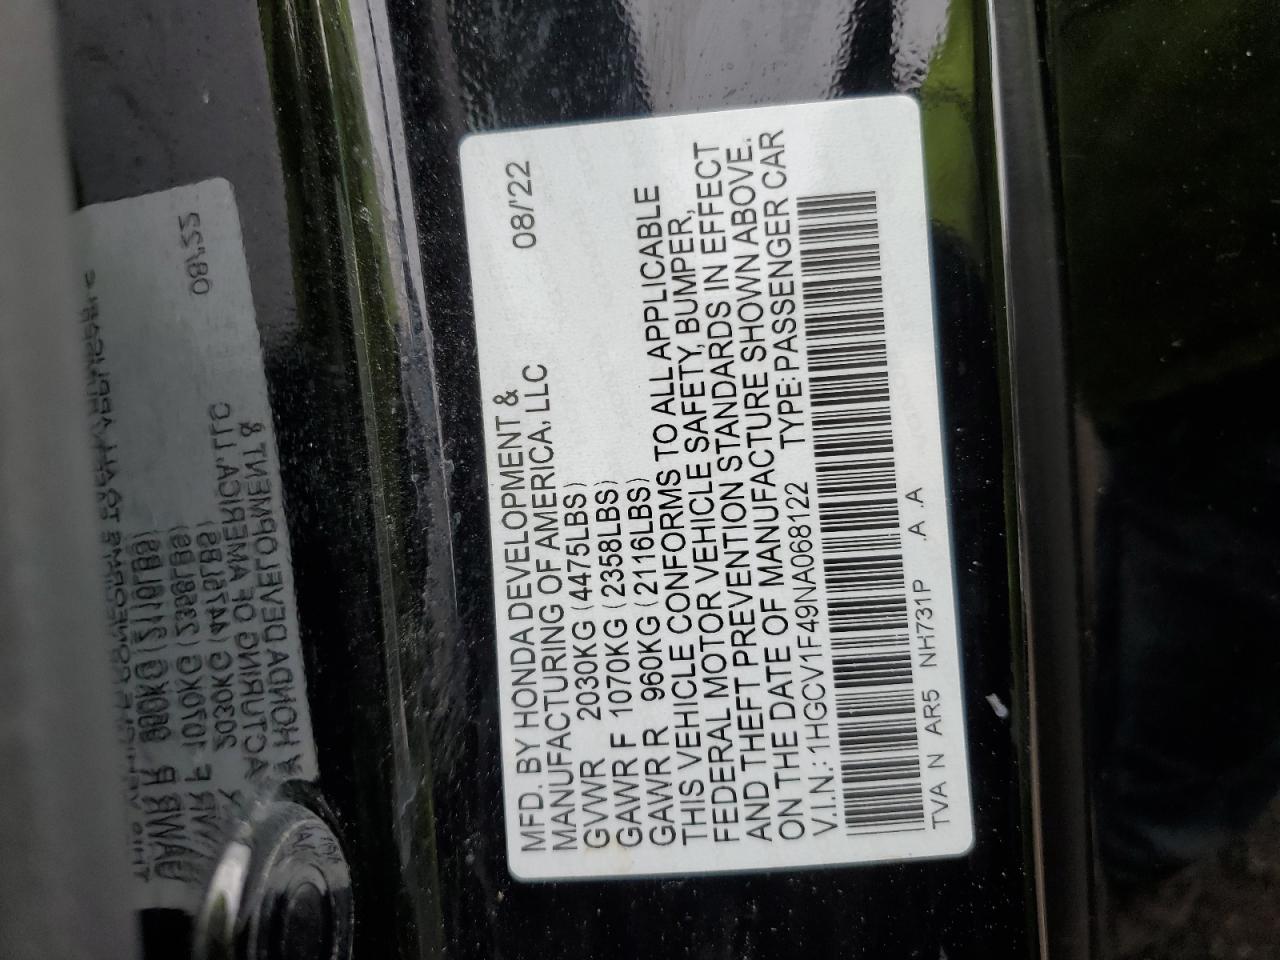 MFD. BY HONDA DEVELOPMENT & 08/'22
MANUFACTURING OF AMERICA, LLC
GVWR 2030KG (4475LBS)
GAWR F 1070KG (2358LBS)
GAWR R 960KG (2116LBS)
THIS VEHICLE CONFORMS TO ALL APPLICABLE
FEDERAL MOTOR VEHICLE SAFETY, BUMPER,
AND THEFT PREVENTION STANDARDS IN EFFECT
ON THE DATE OF MANUFACTURE SHOWN ABOVE.
V.I.N.: 1HGCV1F49NA068122 TYPE: PASSENGER CAR
TVA N AR5 NH731P .A .A